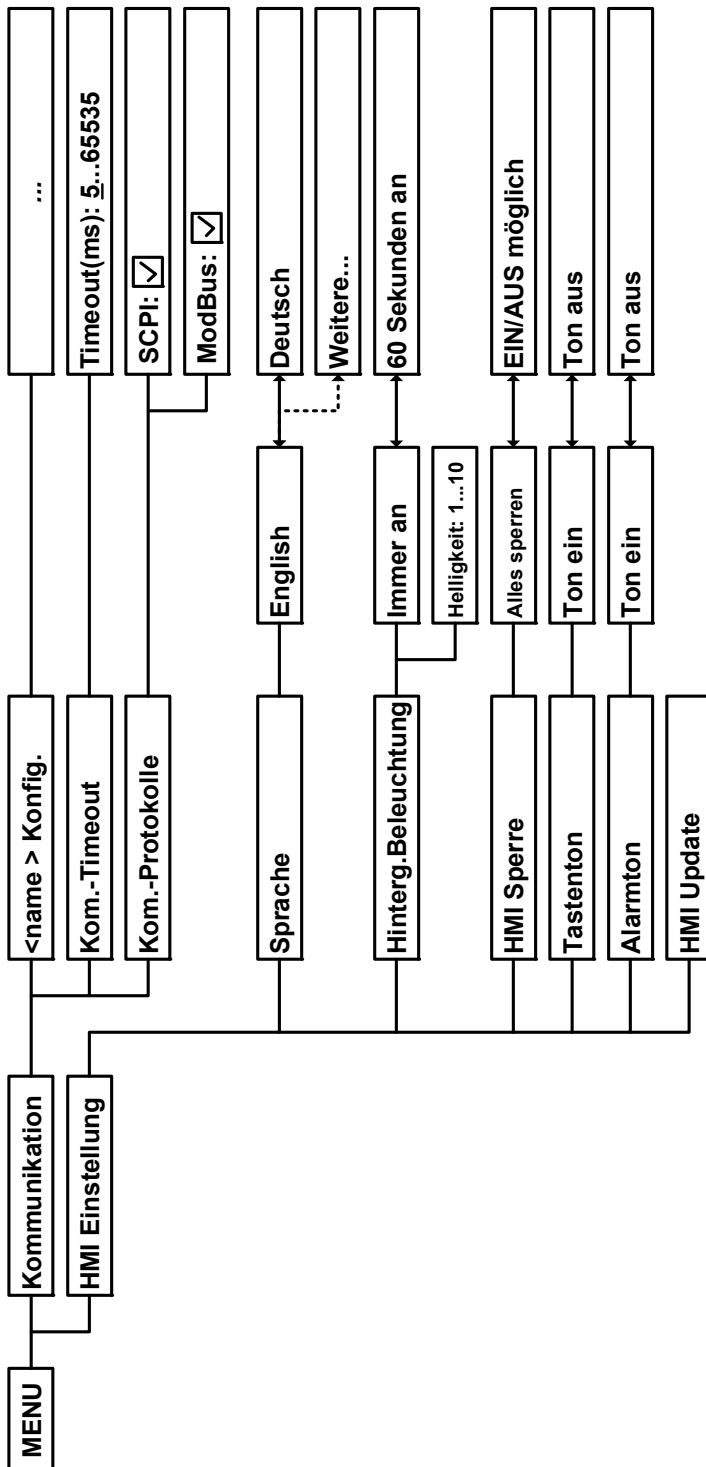 MENU
Kommunikation
<name > Konfig.
...
Kom.-Timeout
Timeout(ms): 5...65535
Kom.-Protokolle
SCPI:
ModBus:
HMI Einstellung
Sprache
English
Deutsch
Weitere...
Hinterg.Beleuchtung
Immer an
60 Sekunden an
Helligkeit: 1...10
HMI Sperre
Alles sperren
EIN/AUS möglich
Tastenton
Ton ein
Ton aus
Alarmton
Ton ein
Ton aus
HMI Update